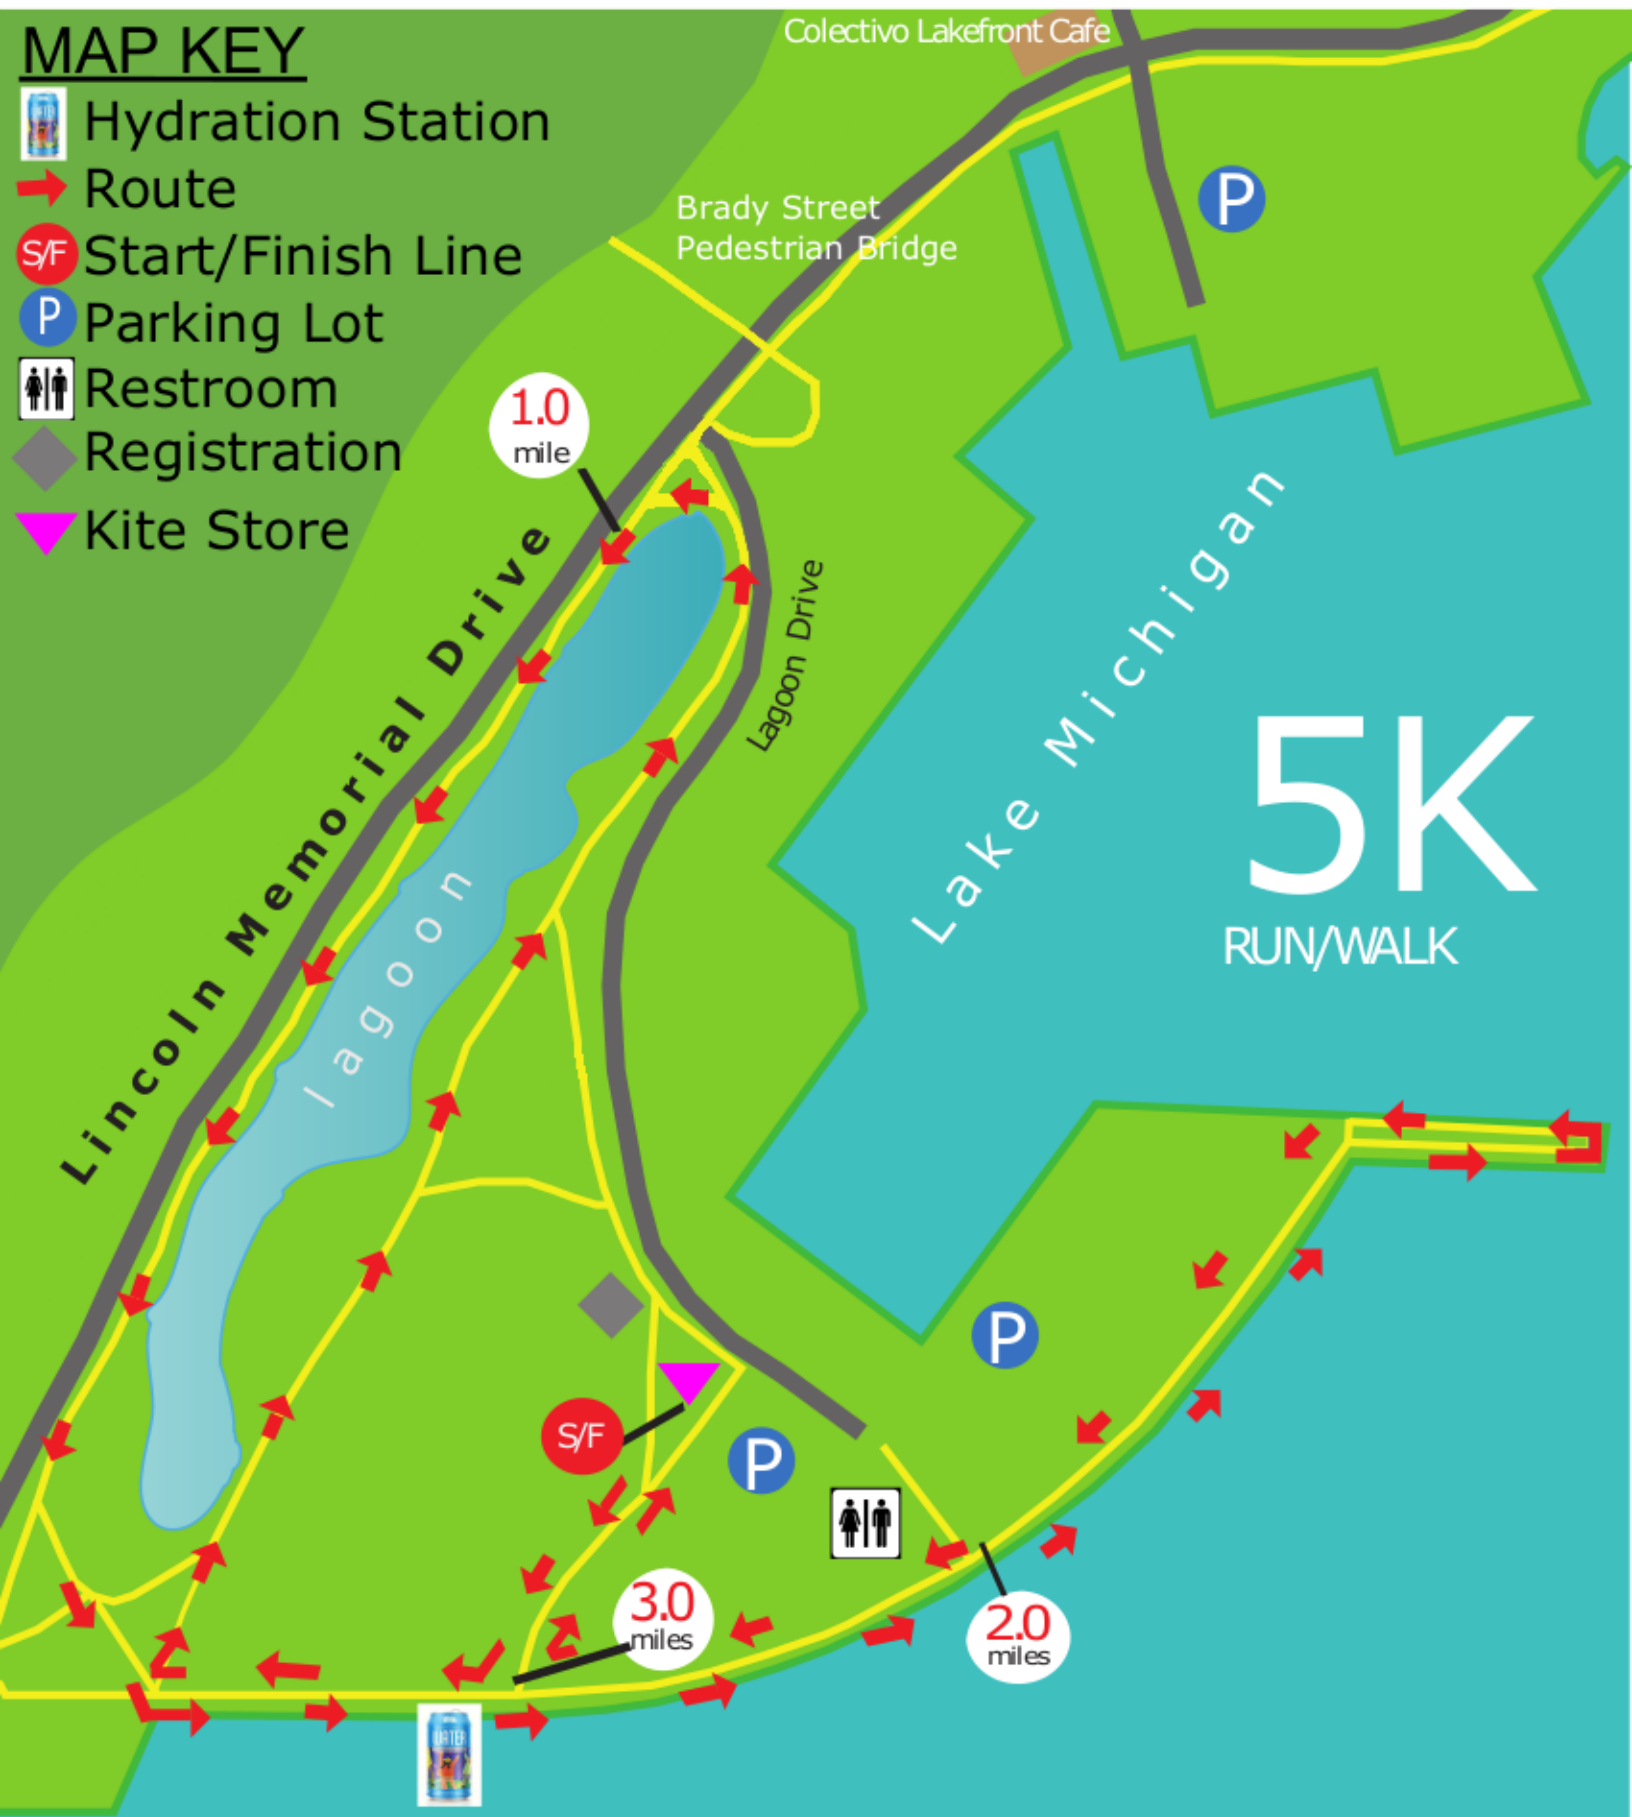 MAP KEY
Hydration Station
Route
S/F Start/Finish Line
P Parking Lot
Restroom
Registration
Kite Store
Colectivo Lakefront Cafe
P
Brady Street
Pedestrian Bridge
1.0
mile
Lincoln Memorial Drive
Lagoon Drive
lagoon
Lake Michigan
5K
RUN/WALK
P
S/F
P
3.0
miles
2.0
miles
WATER